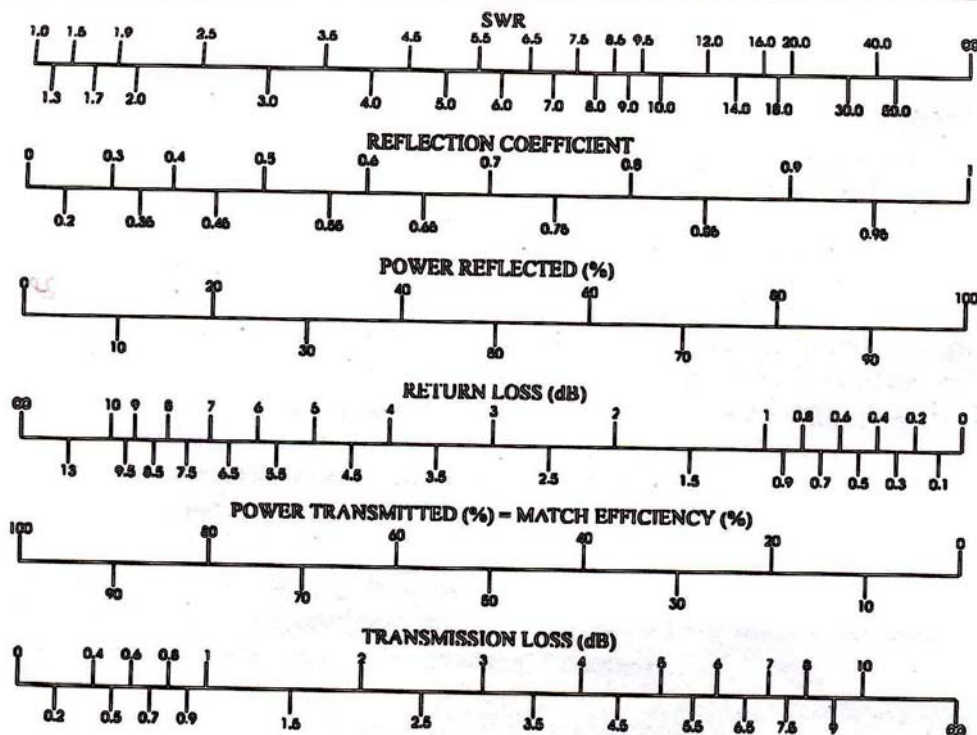 SWR
1.0 1.5 1.9 2.5 3.5 4.5 5.5 6.5 7.5 8.5 9.5 12.0 16.0 20.0 40.0 ∞
1.3 1.7 2.0 3.0 4.0 5.0 6.0 7.0 8.0 9.0 10.0 14.0 18.0 30.0 50.0
REFLECTION COEFFICIENT
0 0.3 0.4 0.5 0.6 0.7 0.8 0.9 1
0.2 0.35 0.45 0.55 0.65 0.75 0.85 0.95
POWER REFLECTED (%)
0 20 40 60 80 100
10 30 50 70 90
RETURN LOSS (dB)
∞ 10 9 8 7 6 5 4 3 2 1 0.8 0.6 0.4 0.2 0
13 9.5 8.5 7.5 6.5 5.5 4.5 3.5 2.5 1.5 0.9 0.7 0.5 0.3 0.1
POWER TRANSMITTED (%) = MATCH EFFICIENCY (%)
100 80 60 40 20 0
90 70 50 30 10
TRANSMISSION LOSS (dB)
0 0.4 0.6 0.8 1 2 3 4 5 6 7 8 10
0.2 0.5 0.7 0.9 1.5 2.5 3.5 4.5 5.5 6.5 7.5 9 ∞